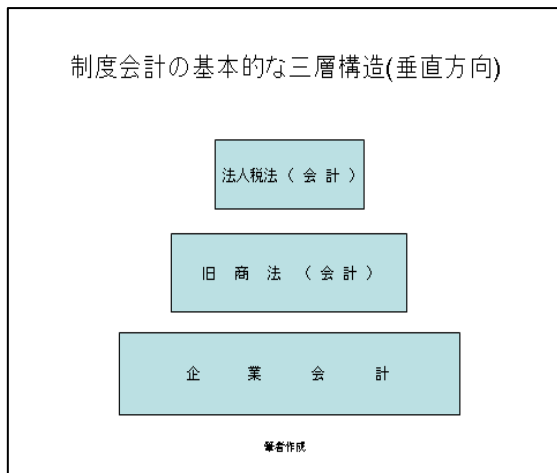 制度会計の基本的な三層構造(垂直方向)
法人税法（会計）
旧商法（会計）
企業会計
筆者作成